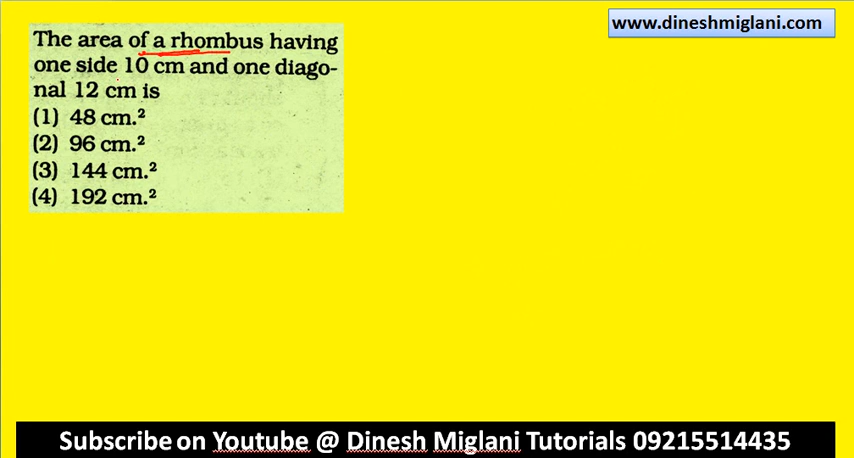 www.dineshmiglani.com
The area of a rhombus having
one side 10 cm and one diago-
nal 12 cm is
(1) 48 cm.²
(2) 96 cm.²
(3) 144 cm.²
(4) 192 cm.²
Subscribe on Youtube @ Dinesh Miglani Tutorials 09215514435